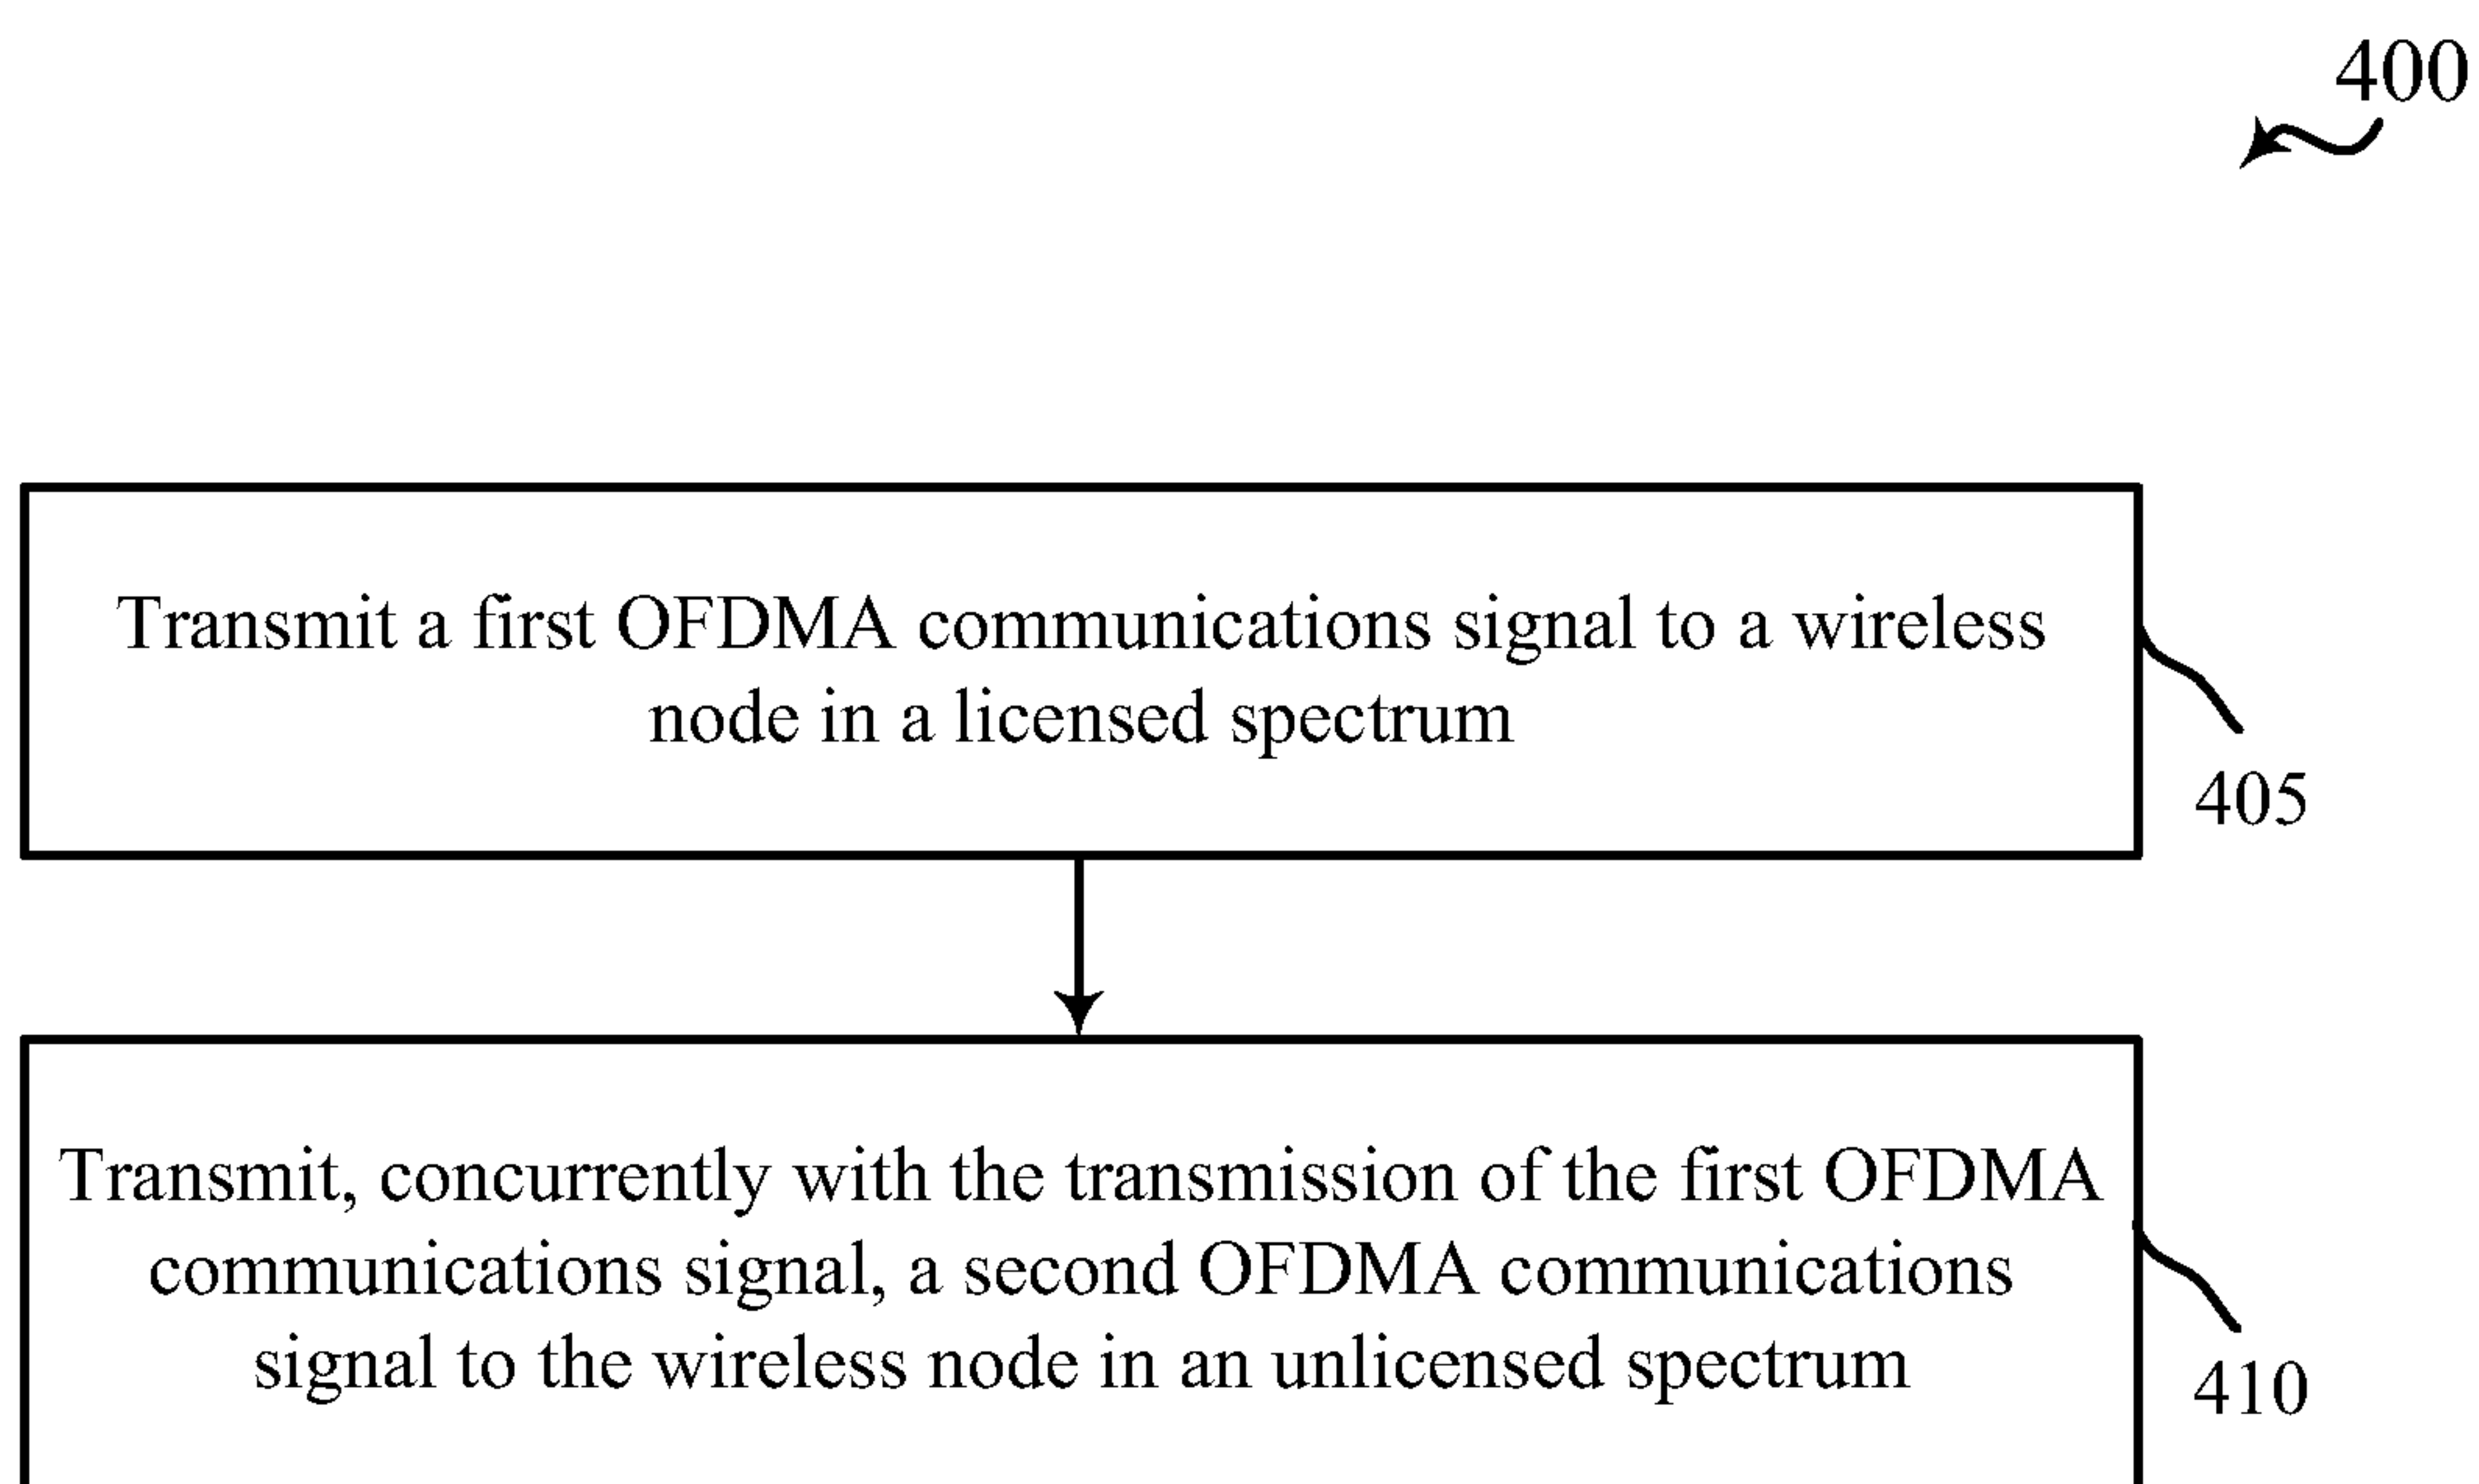 400
Transmit a first OFDMA communications signal to a wireless
node in a licensed spectrum
405
Transmit, concurrently with the transmission of the first OFDMA
communications signal, a second OFDMA communications
signal to the wireless node in an unlicensed spectrum
410